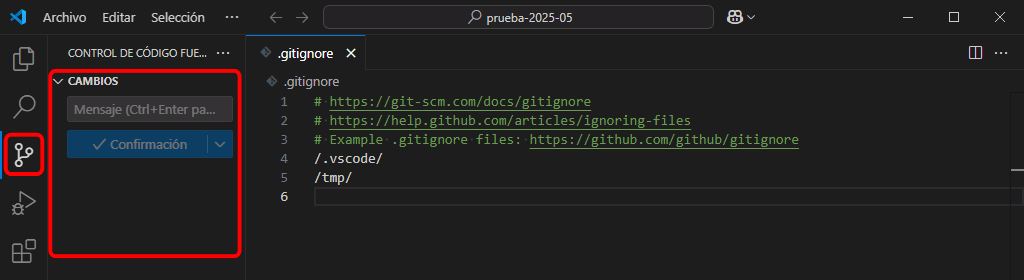 Archivo Editar Selección ···
prueba-2025-05
CONTROL DE CÓDIGO FUE... ···
CAMBIOS
Mensaje (Ctrl+Enter pa...
Confirmación
.gitignore
.gitignore
1 # https://git-scm.com/docs/gitignore
2 # https://help.github.com/articles/ignoring-files
3 # Example .gitignore files: https://github.com/github/gitignore
4 /.vscode/
5 /tmp/
6